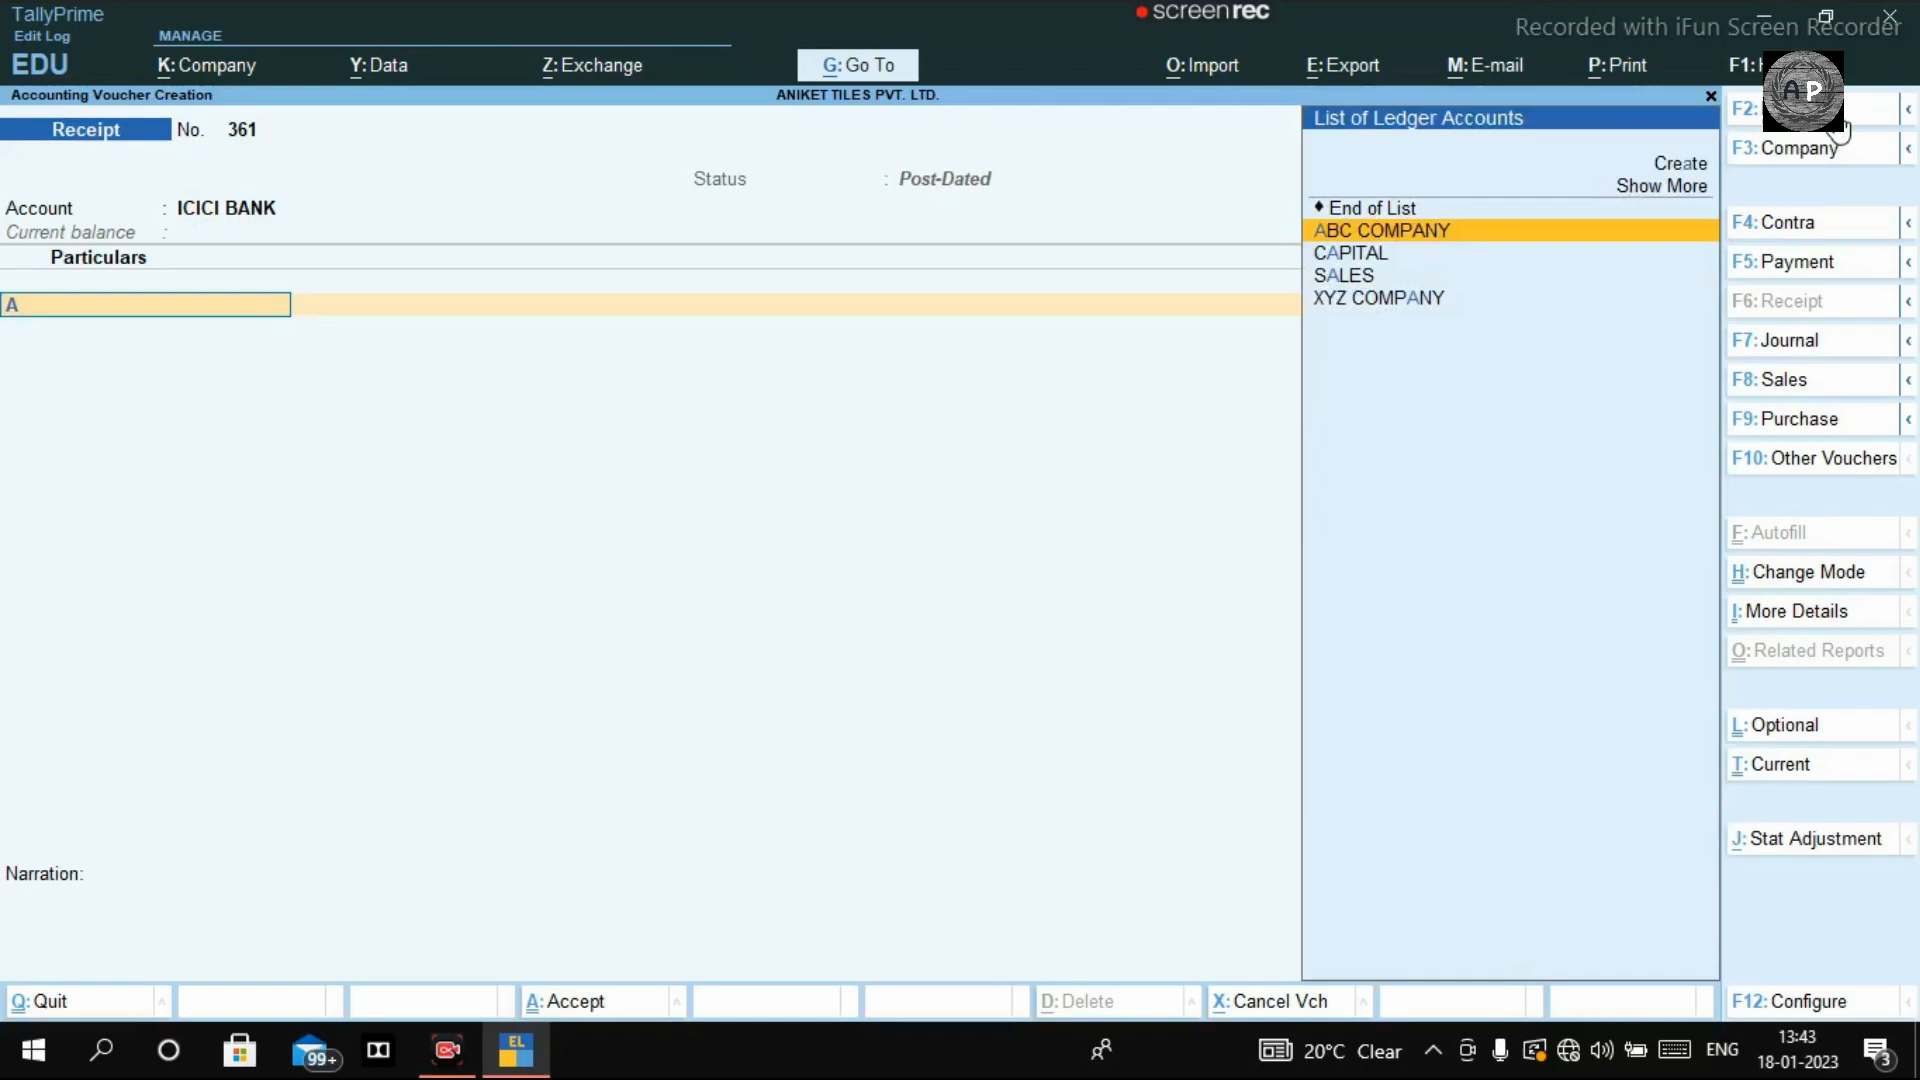 TallyPrime
Edit Log
EDU
MANAGE
K: Company
Y: Data
Z: Exchange
G: Go To
screenrec
Recorded with iFun Screen Recorder
O: Import
E: Export
M: E-mail
P: Print
F1:
AP
Accounting Voucher Creation
ANIKET TILES PVT. LTD.
Receipt No. 361
Status : Post-Dated
Account : ICICI BANK
Current balance :
Particulars
A
Narration:
List of Ledger Accounts
Create
Show More
End of List
ABC COMPANY
CAPITAL
SALES
XYZ COMPANY
F2:
F3: Company
F4: Contra
F5: Payment
F6: Receipt
F7: Journal
F8: Sales
F9: Purchase
F10: Other Vouchers
F: Autofill
H: Change Mode
I: More Details
O: Related Reports
L: Optional
T: Current
J: Stat Adjustment
F12: Configure
Q: Quit
A: Accept
D: Delete
X: Cancel Vch
99+
EL
20°C Clear
ENG
13:43
18-01-2023
3